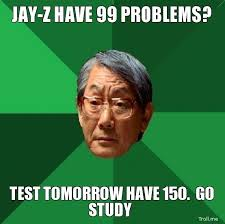 JAY-Z HAVE 99 PROBLEMS?
TEST TOMORROW HAVE 150. GO
STUDY
Troll.me